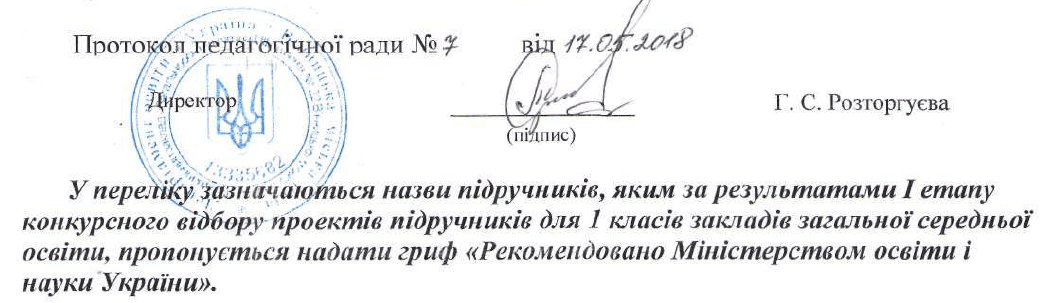 Протокол педагогічної ради № 7 від 17.05.2018
Директор Г. С. Розторгуєва
(підпис)
Україна
13335682
У переліку зазначаються назви підручників, яким за результатами І етапу
конкурсного відбору проектів підручників для 1 класів закладів загальної середньої
освіти, пропонується надати гриф «Рекомендовано Міністерством освіти і
науки України».